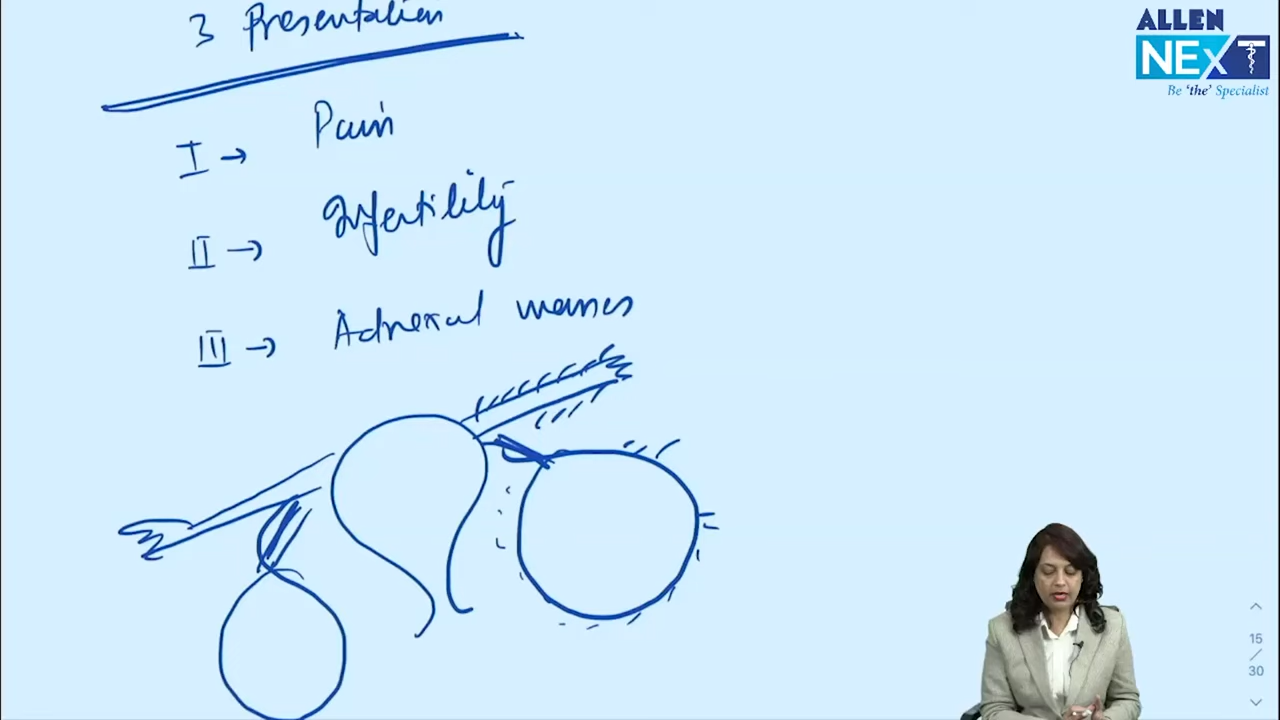 3 Presentation
I → Pain
II → Infertility
III → Adnexal masses
ALLEN
NEXT
Be 'the' Specialist
15
/
30